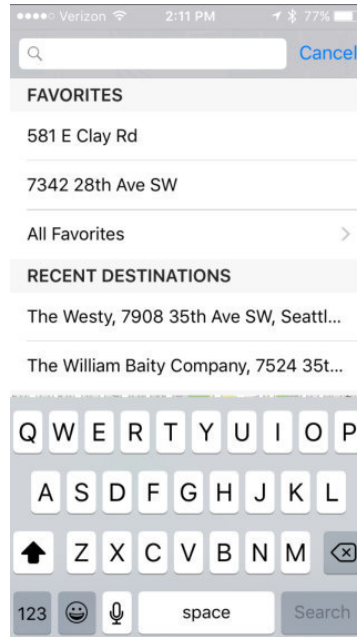 Verizon 2:11 PM 77%
Cancel
FAVORITES
581 E Clay Rd
7342 28th Ave SW
All Favorites
RECENT DESTINATIONS
The Westy, 7908 35th Ave SW, Seattl...
The William Baity Company, 7524 35t...
Q W E R T Y U I O P
A S D F G H J K L
Z X C V B N M
123 space Search